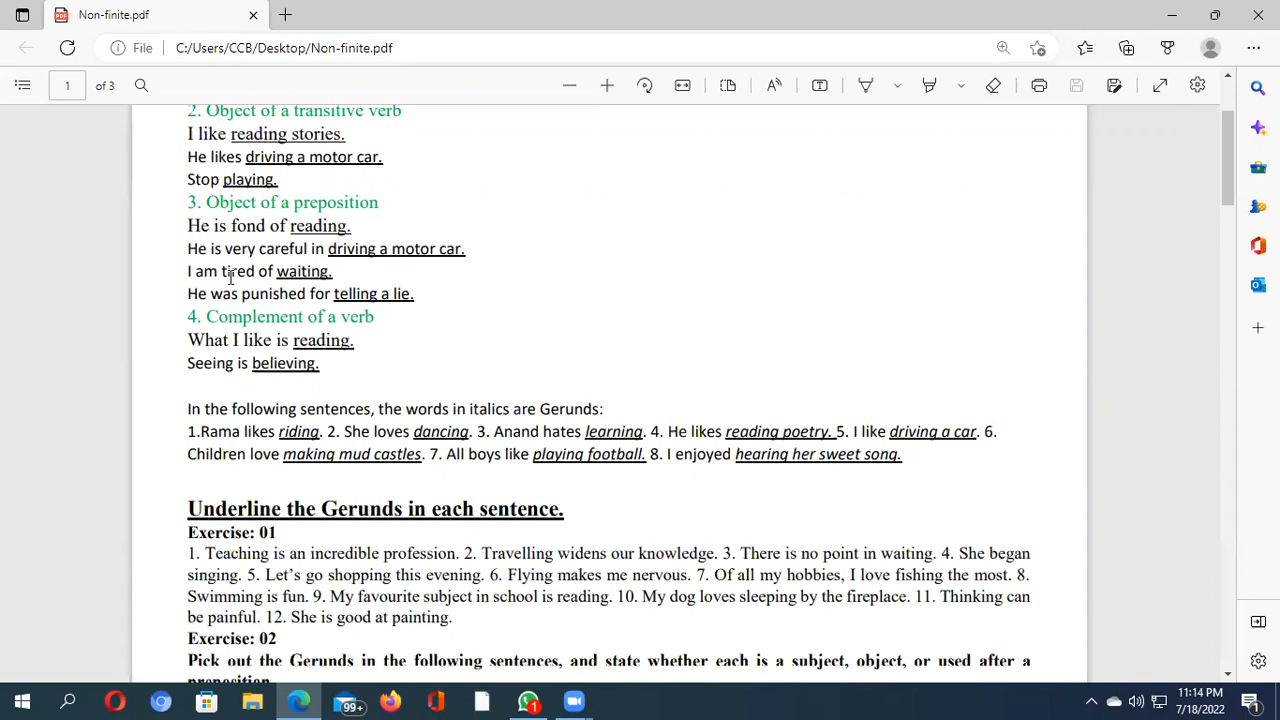 Non-finite.pdf
File C:/Users/CCB/Desktop/Non-finite.pdf
1 of 3
2. Object of a transitive verb
I like reading stories.
He likes driving a motor car.
Stop playing.
3. Object of a preposition
He is fond of reading.
He is very careful in driving a motor car.
I am tired of waiting.
He was punished for telling a lie.
4. Complement of a verb
What I like is reading.
Seeing is believing.
In the following sentences, the words in italics are Gerunds:
1.Rama likes riding. 2. She loves dancing. 3. Anand hates learning. 4. He likes reading poetry. 5. I like driving a car. 6.
Children love making mud castles. 7. All boys like playing football. 8. I enjoyed hearing her sweet song.
Underline the Gerunds in each sentence.
Exercise: 01
1. Teaching is an incredible profession. 2. Travelling widens our knowledge. 3. There is no point in waiting. 4. She began
singing. 5. Let’s go shopping this evening. 6. Flying makes me nervous. 7. Of all my hobbies, I love fishing the most. 8.
Swimming is fun. 9. My favourite subject in school is reading. 10. My dog loves sleeping by the fireplace. 11. Thinking can
be painful. 12. She is good at painting.
Exercise: 02
Pick out the Gerunds in the following sentences, and state whether each is a subject, object, or used after a
preposition
99+
1
11:14 PM
7/18/2022
1